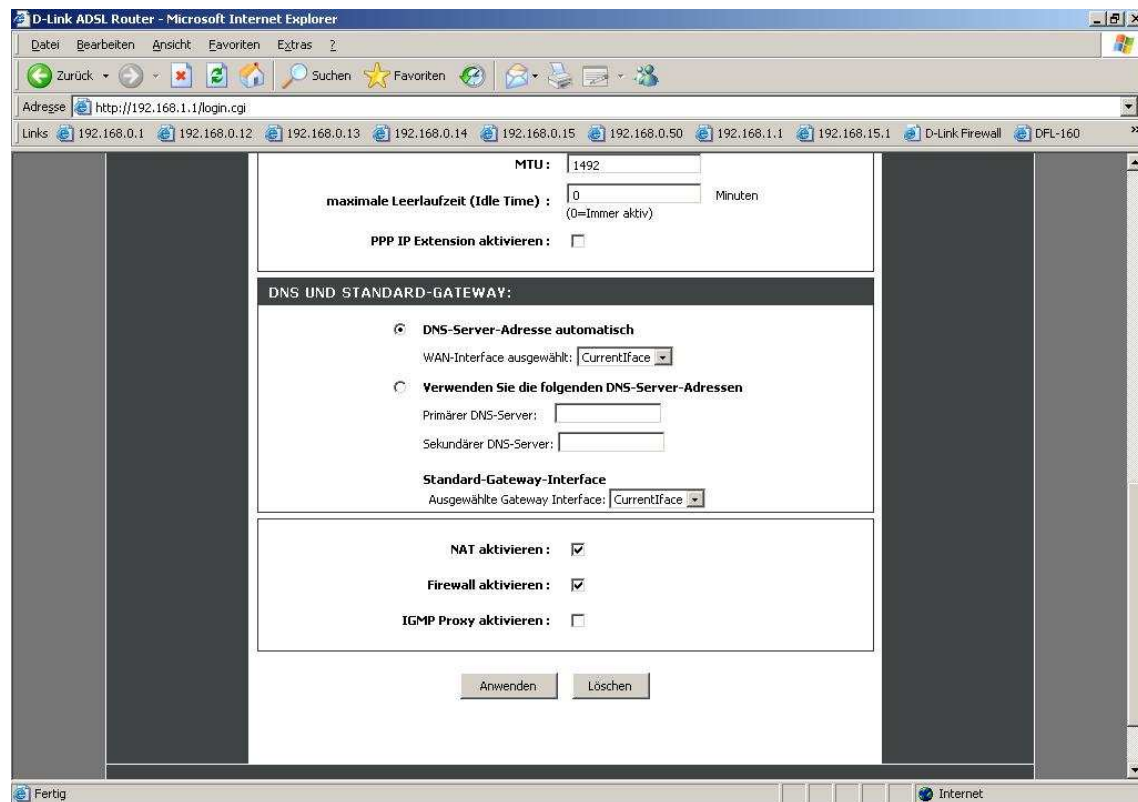 D-Link ADSL Router - Microsoft Internet Explorer
Datei Bearbeiten Ansicht Favoriten Extras ?
Zurück Suchen Favoriten
Adresse http://192.168.1.1/login.cgi
Links 192.168.0.1 192.168.0.12 192.168.0.13 192.168.0.14 192.168.0.15 192.168.0.50 192.168.1.1 192.168.15.1 D-Link Firewall DFL-160 »
MTU : 1492
maximale Leerlaufzeit (Idle Time) : 0 Minuten
(0=Immer aktiv)
PPP IP Extension aktivieren :
DNS UND STANDARD-GATEWAY:
DNS-Server-Adresse automatisch
WAN-Interface ausgewählt: CurrentIface
Verwenden Sie die folgenden DNS-Server-Adressen
Primärer DNS-Server:
Sekundärer DNS-Server:
Standard-Gateway-Interface
Ausgewählte Gateway Interface: CurrentIface
NAT aktivieren :
Firewall aktivieren :
IGMP Proxy aktivieren :
Anwenden Löschen
Fertig Internet